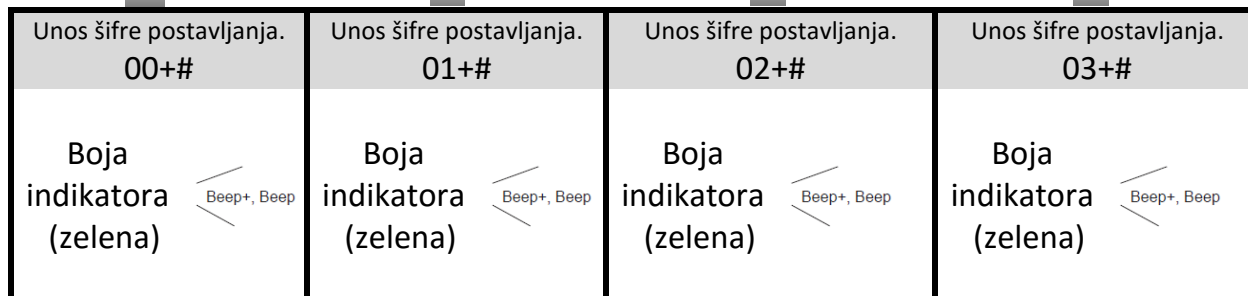 Unos šifre postavljanja.
00+#
Boja
indikatora
(zelena)
Beep+, Beep
Unos šifre postavljanja.
01+#
Boja
indikatora
(zelena)
Beep+, Beep
Unos šifre postavljanja.
02+#
Boja
indikatora
(zelena)
Beep+, Beep
Unos šifre postavljanja.
03+#
Boja
indikatora
(zelena)
Beep+, Beep